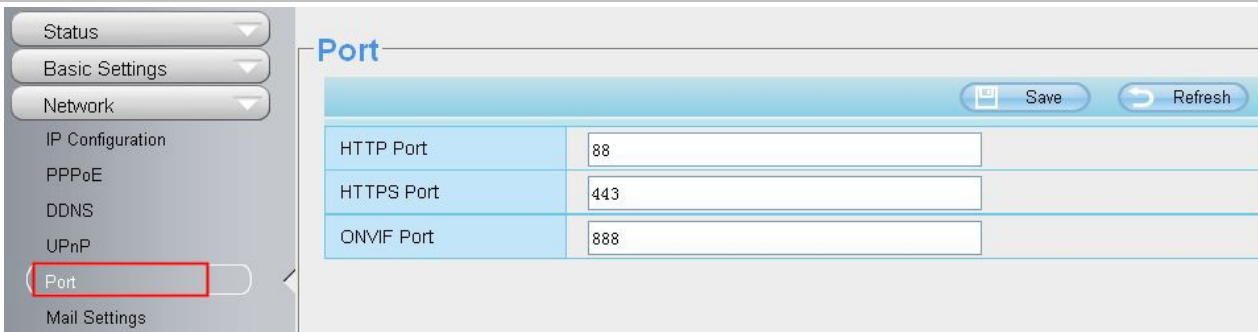 Status
Basic Settings
Network
IP Configuration
PPPoE
DDNS
UPnP
Port
Mail Settings
Port
Save Refresh
HTTP Port 88
HTTPS Port 443
ONVIF Port 888